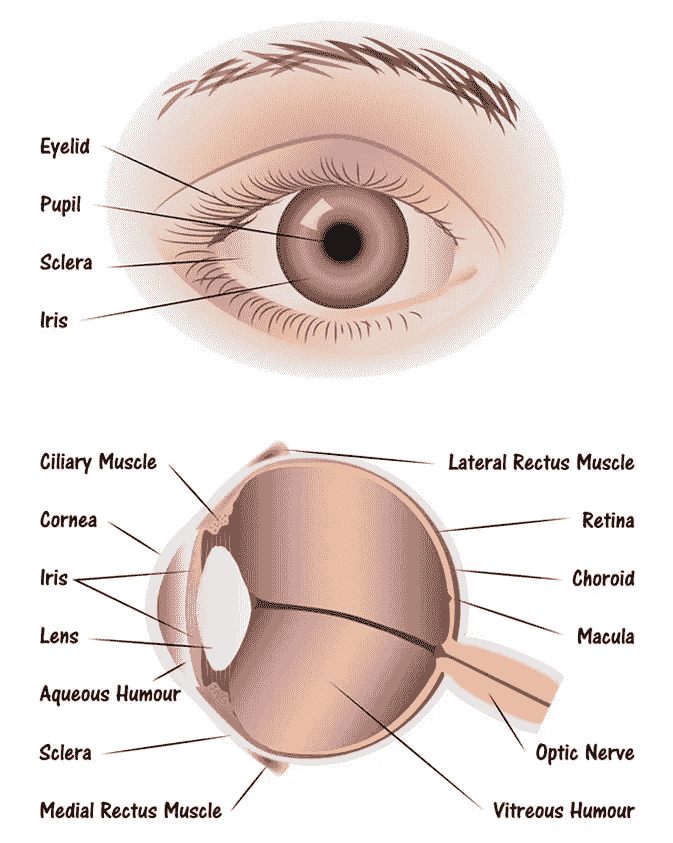 Eyelid
Pupil
Sclera
Iris
Ciliary Muscle
Lateral Rectus Muscle
Cornea
Retina
Iris
Choroid
Lens
Macula
Aqueous Humour
Sclera
Optic Nerve
Medial Rectus Muscle
Vitreous Humour